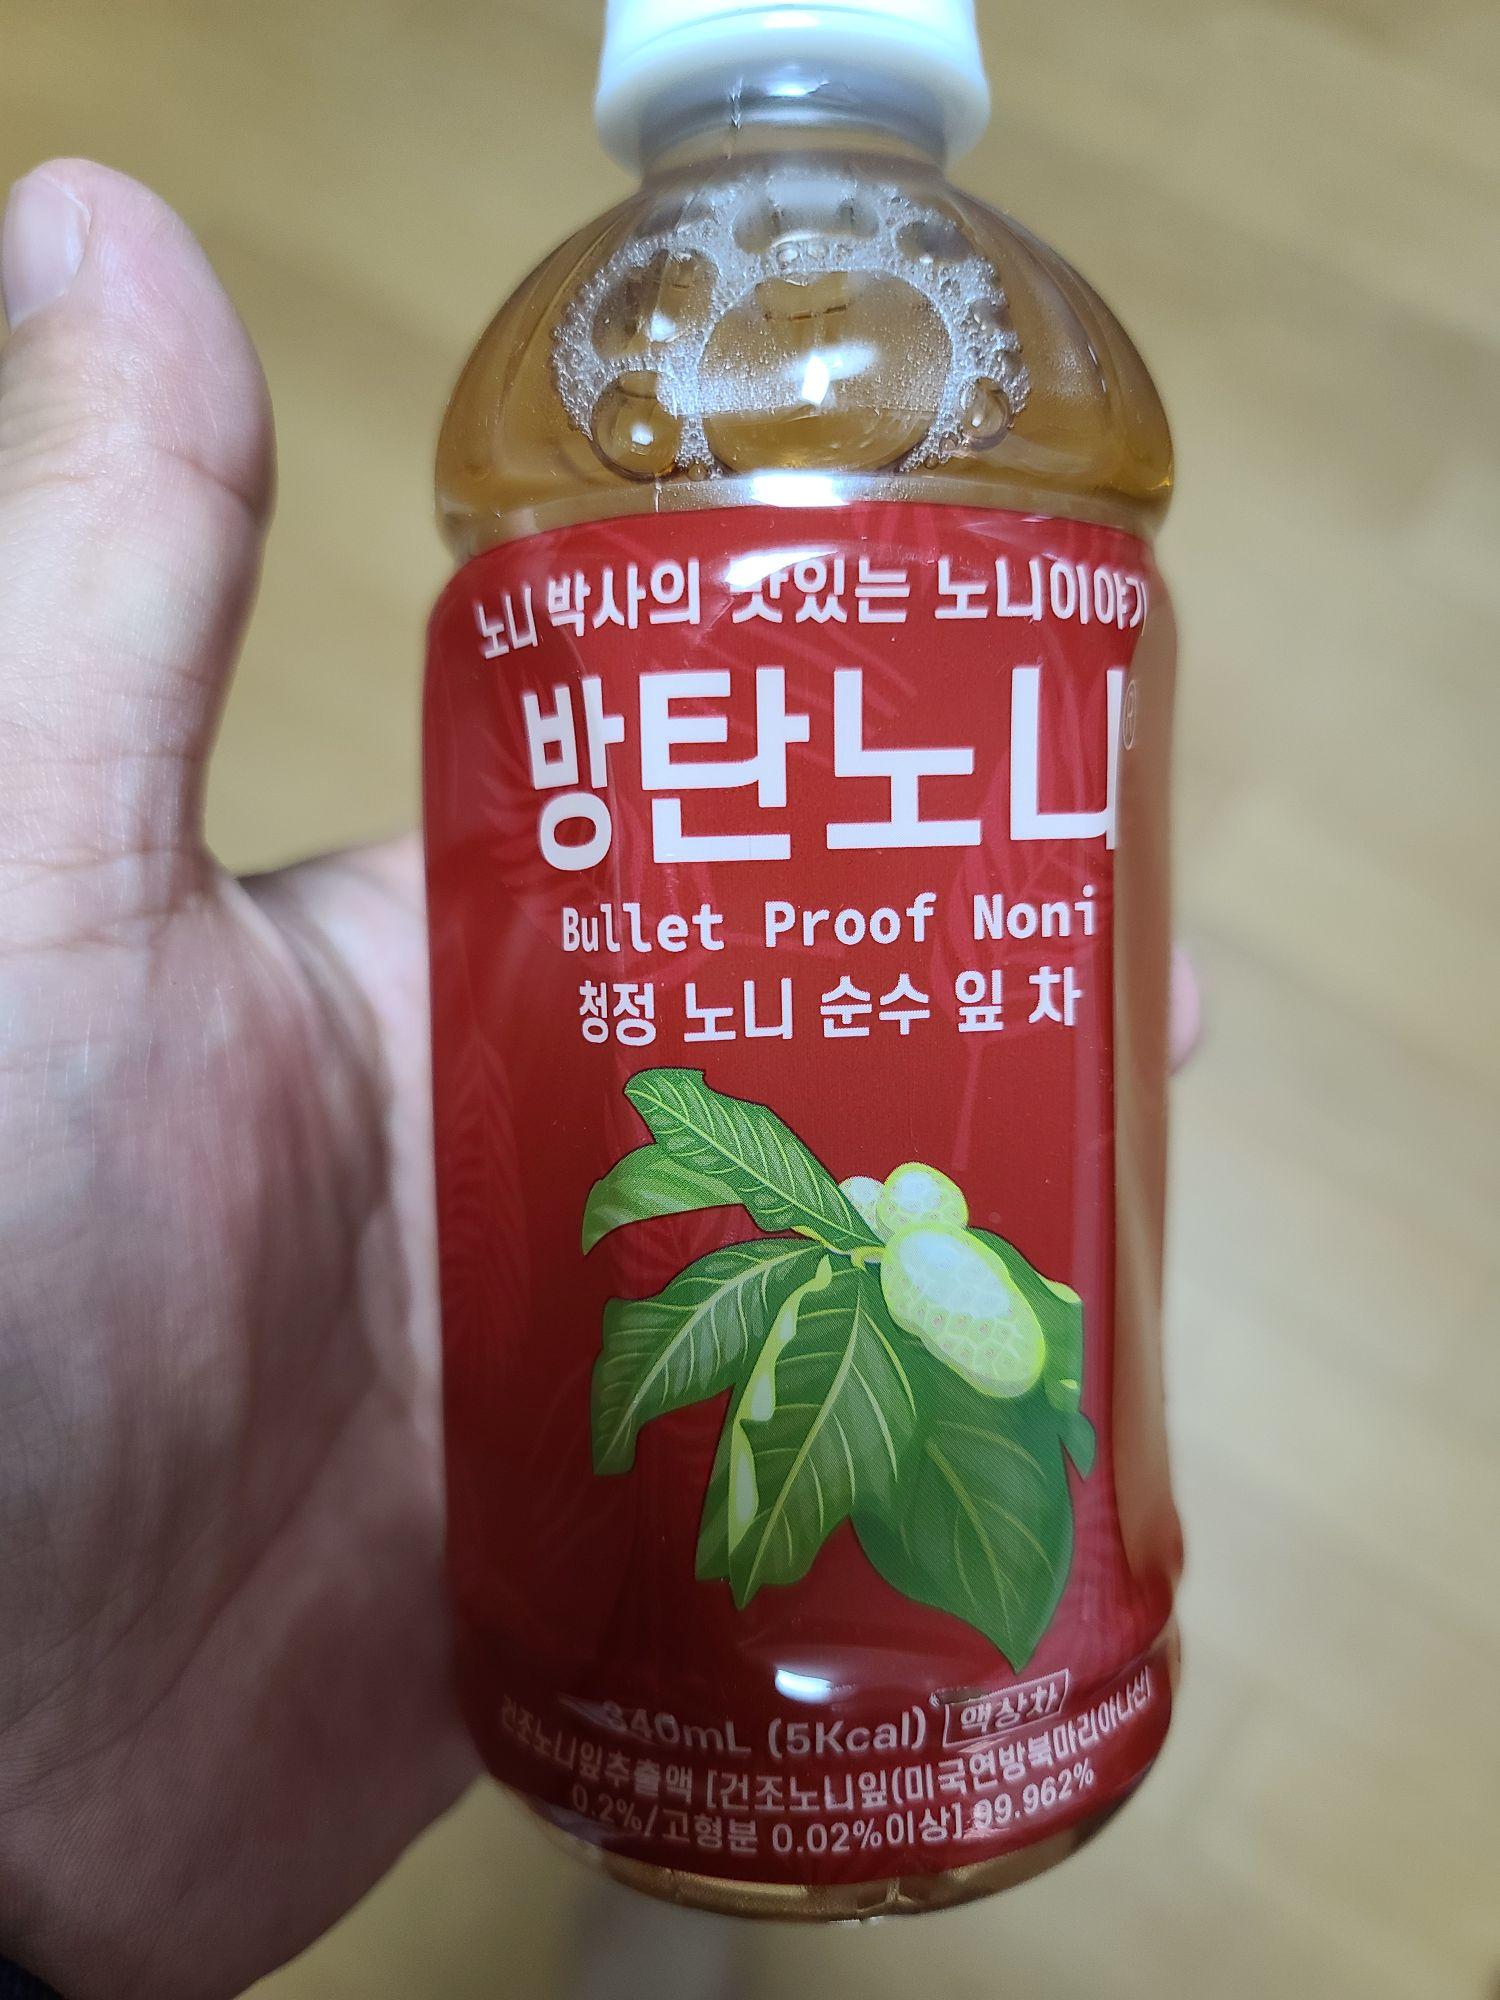 노니 박사의 맛있는 노니이야기
방탄노니®
Bullet Proof Noni
청정 노니 순수 잎 차
340mL (5Kcal) 액상차
건조노니잎추출액 [건조노니잎(미국연방북마리아나산)
0.2%/고형분 0.02%이상] 99.962%